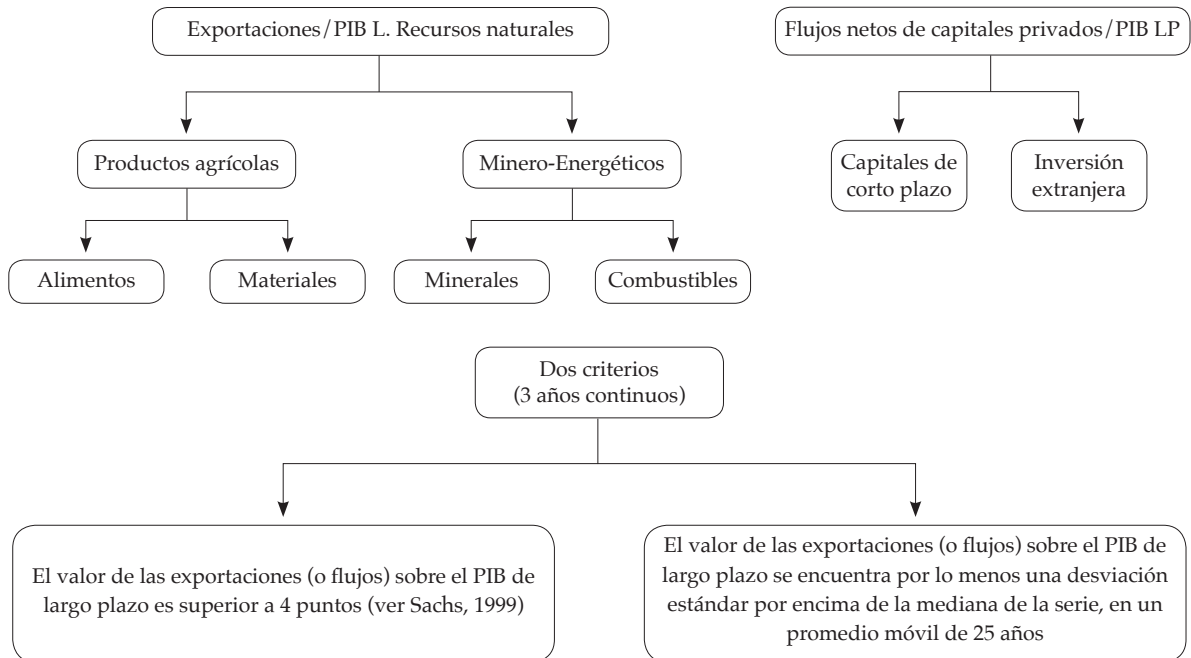 Exportaciones/PIB L. Recursos naturales
Flujos netos de capitales privados/PIB LP
Productos agrícolas
Minero-Energéticos
Capitales de
corto plazo
Inversión
extranjera
Alimentos
Materiales
Minerales
Combustibles
Dos criterios
(3 años continuos)
El valor de las exportaciones (o flujos) sobre el PIB de
largo plazo es superior a 4 puntos (ver Sachs, 1999)
El valor de las exportaciones (o flujos) sobre el PIB de
largo plazo se encuentra por lo menos una desviación
estándar por encima de la mediana de la serie, en un
promedio móvil de 25 años